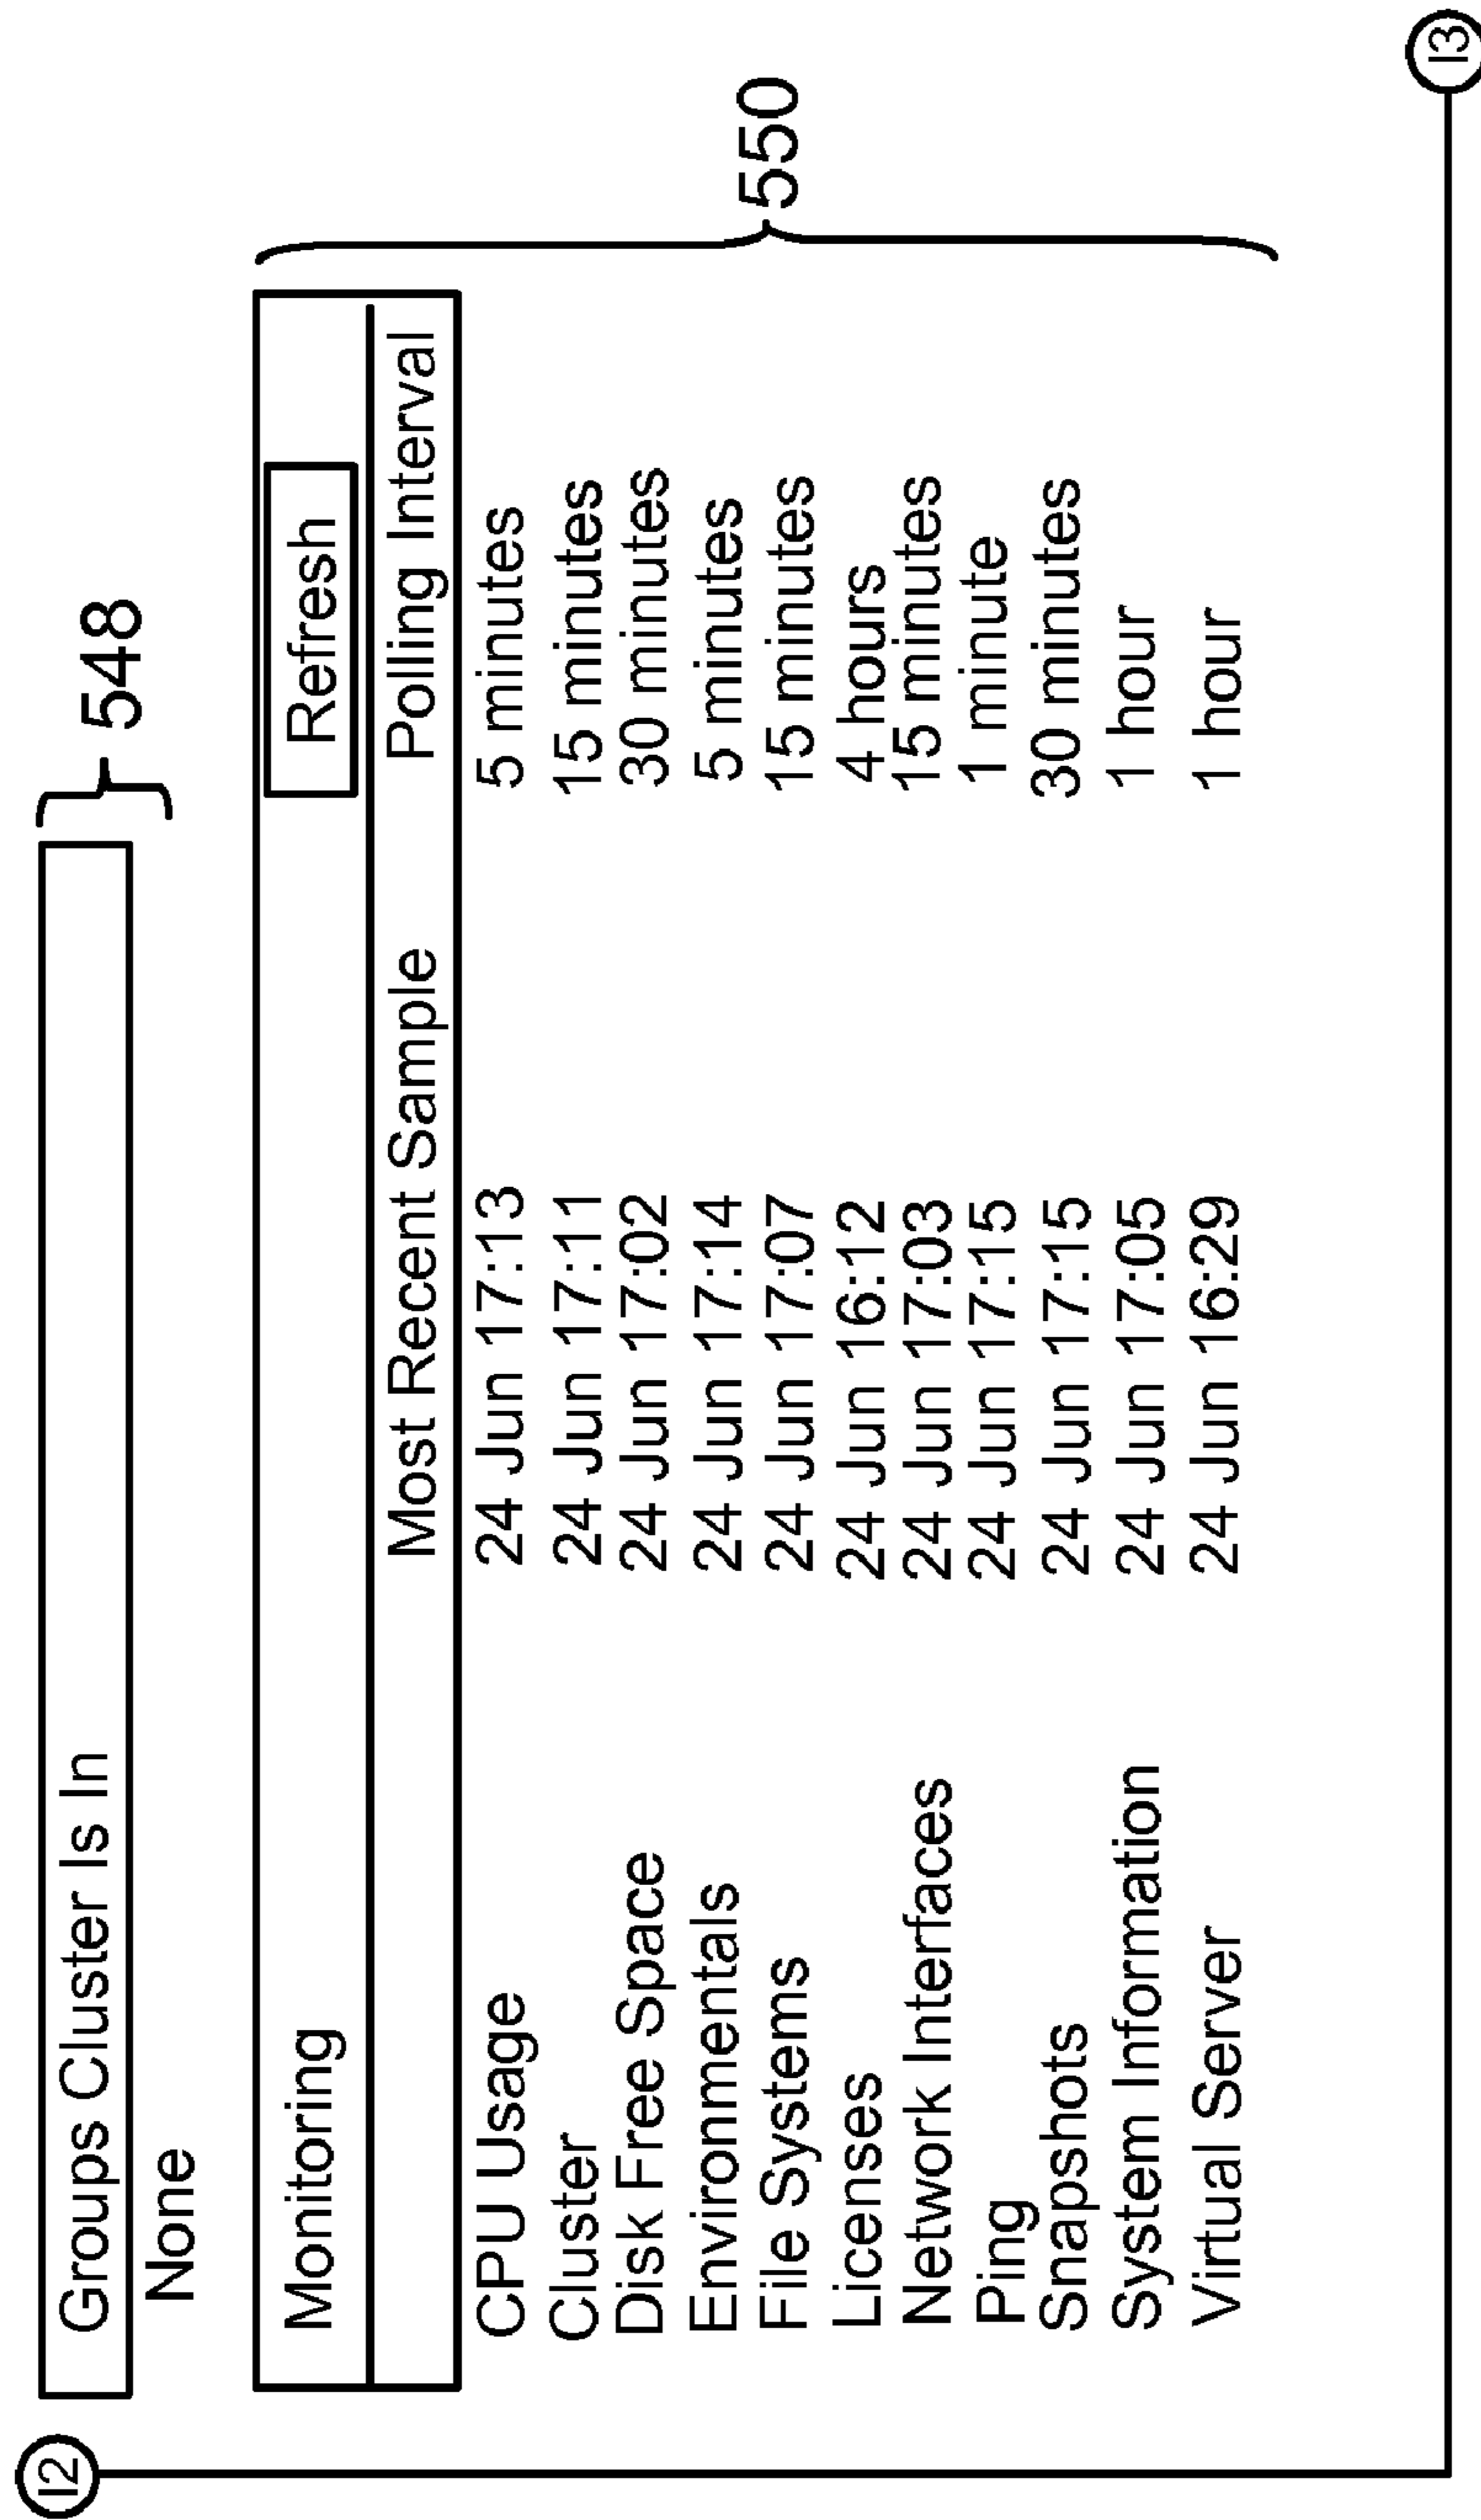 12
Groups Cluster Is In
548
None
Monitoring Refresh
Most Recent Sample Polling Interval
CPU Usage 24 Jun 17:13 5 minutes
Cluster 24 Jun 17:11 15 minutes
Disk Free Space 24 Jun 17:02 30 minutes
Environmentals 24 Jun 17:14 5 minutes
File Systems 24 Jun 17:07 15 minutes
Licenses 24 Jun 16:12 4 hours
Network Interfaces 24 Jun 17:03 15 minutes
Ping 24 Jun 17:15 1 minute
Snapshots 24 Jun 17:15 30 minutes
System Information 24 Jun 17:05 1 hour
Virtual Server 24 Jun 16:29 1 hour
550
13